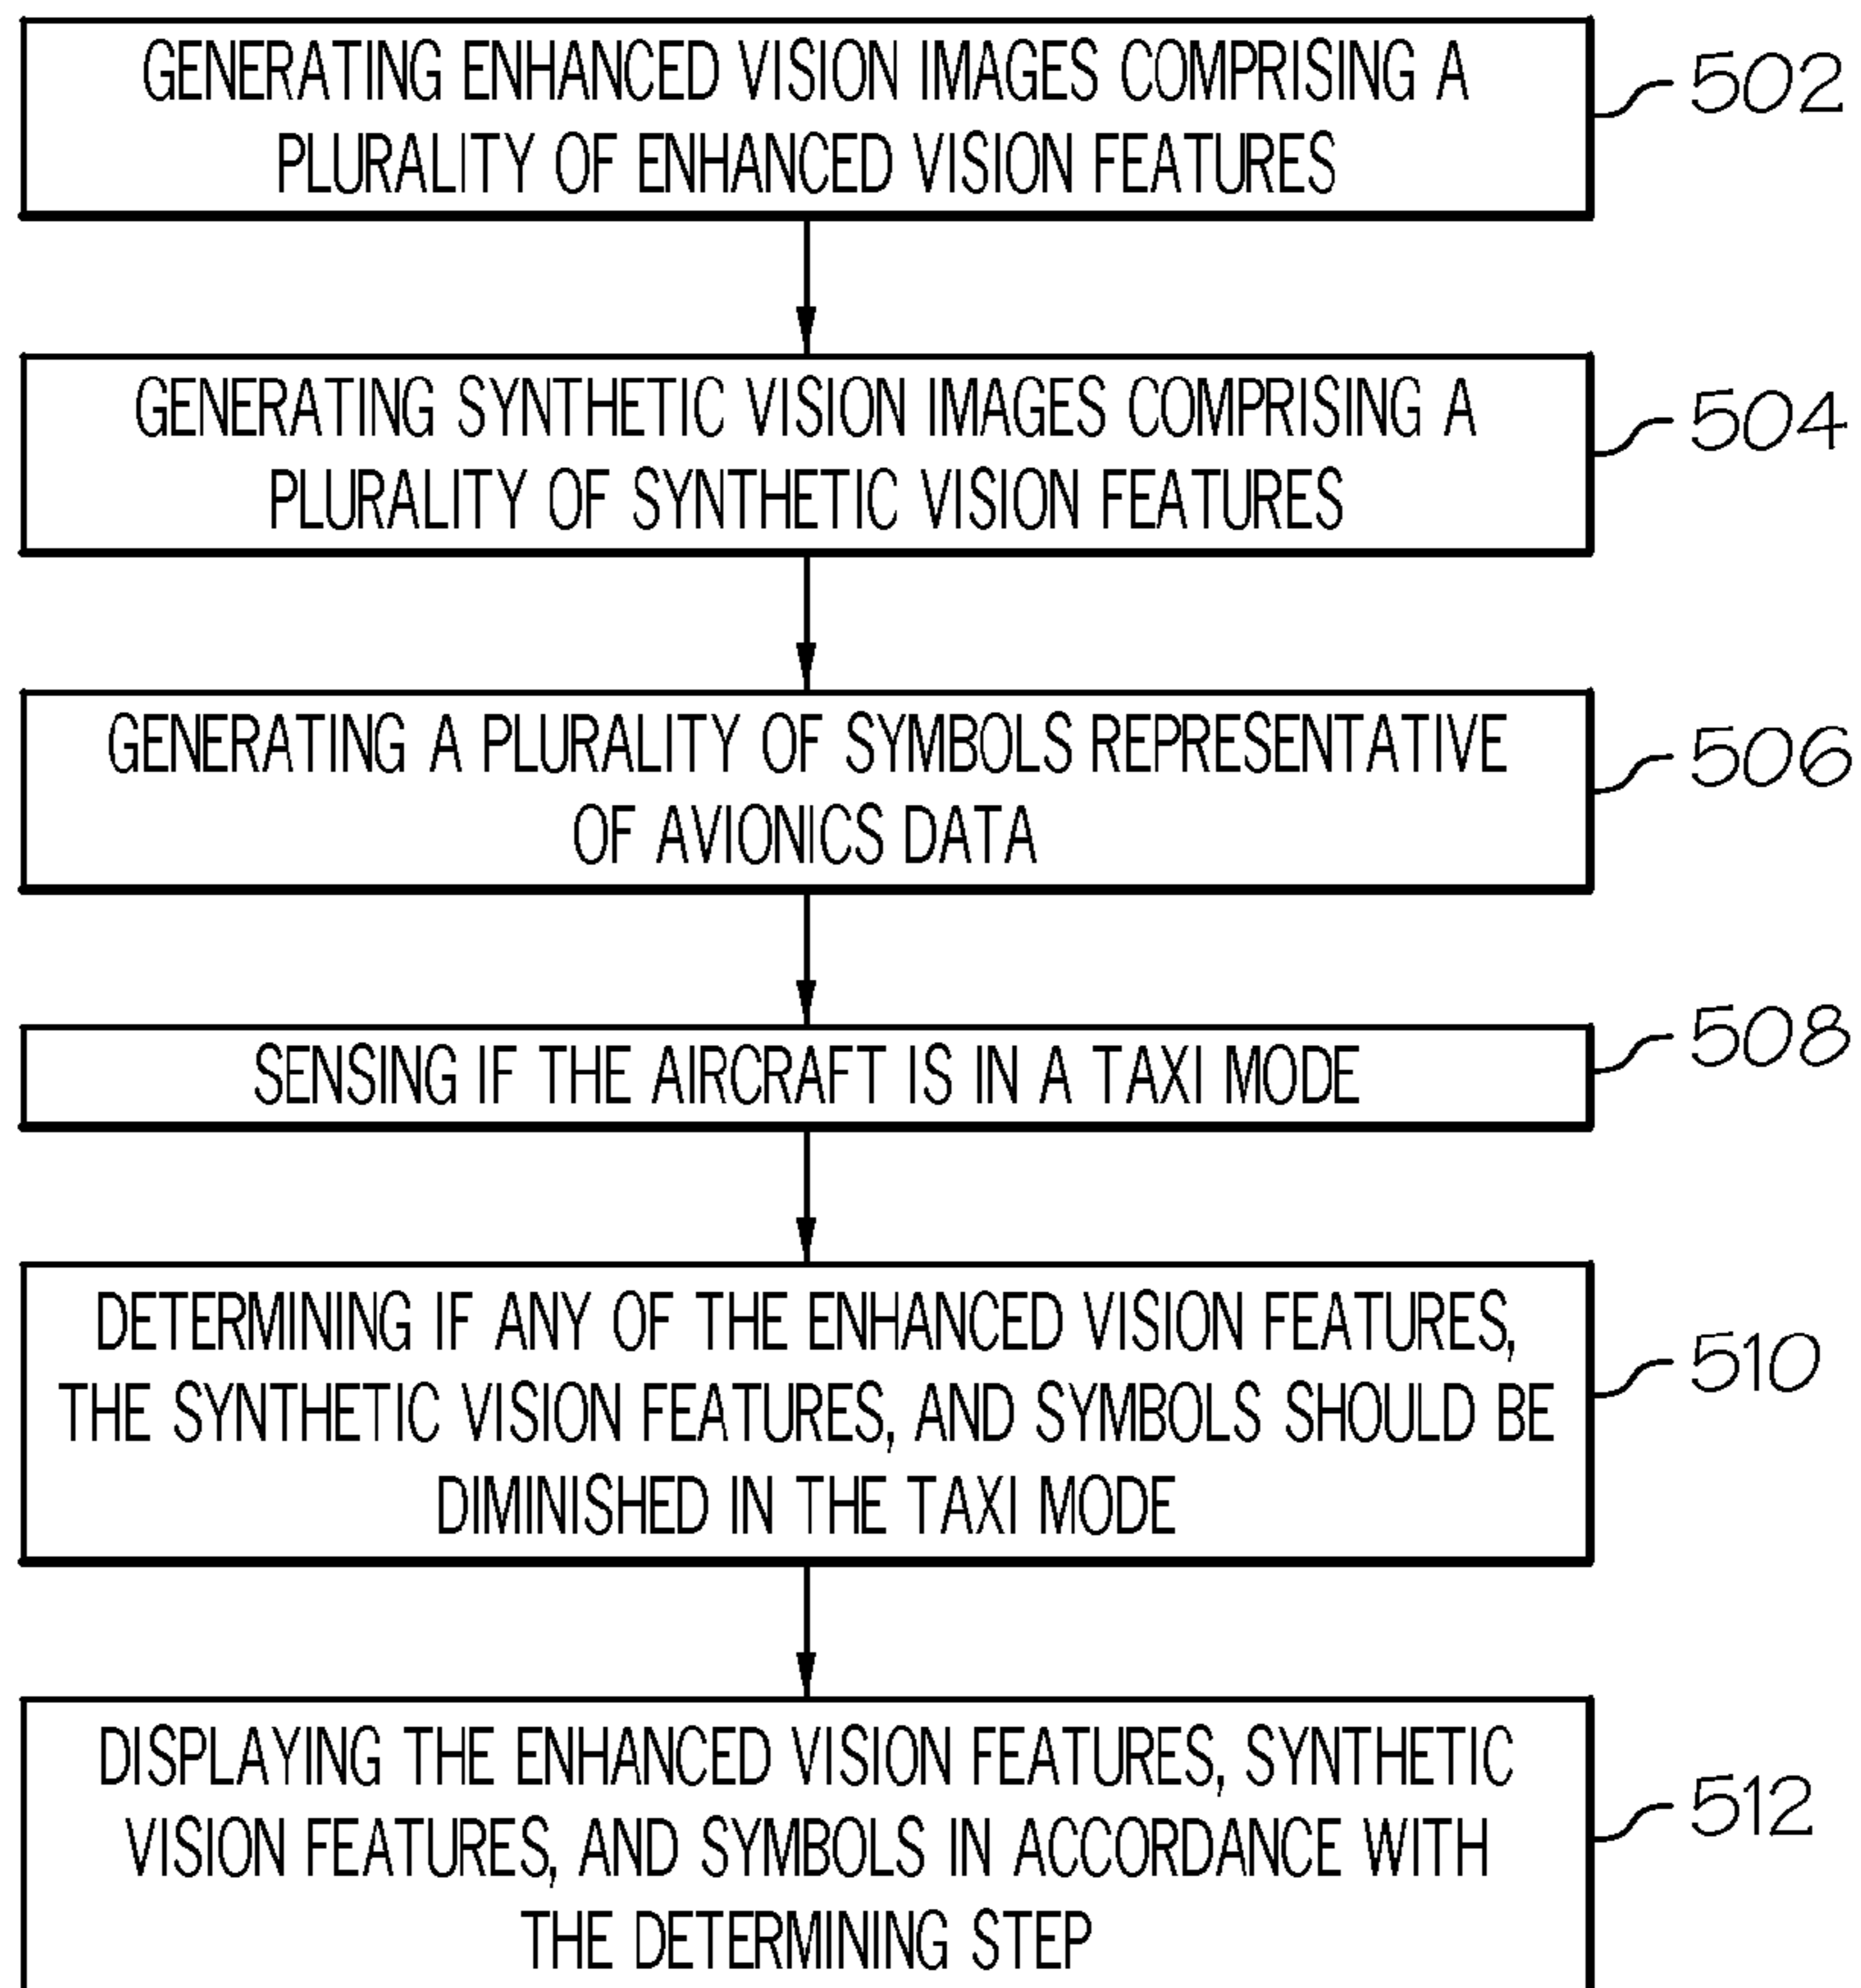 GENERATING ENHANCED VISION IMAGES COMPRISING A
PLURALITY OF ENHANCED VISION FEATURES
502
GENERATING SYNTHETIC VISION IMAGES COMPRISING A
PLURALITY OF SYNTHETIC VISION FEATURES
504
GENERATING A PLURALITY OF SYMBOLS REPRESENTATIVE
OF AVIONICS DATA
506
SENSING IF THE AIRCRAFT IS IN A TAXI MODE
508
DETERMINING IF ANY OF THE ENHANCED VISION FEATURES,
THE SYNTHETIC VISION FEATURES, AND SYMBOLS SHOULD BE
DIMINISHED IN THE TAXI MODE
510
DISPLAYING THE ENHANCED VISION FEATURES, SYNTHETIC
VISION FEATURES, AND SYMBOLS IN ACCORDANCE WITH
THE DETERMINING STEP
512